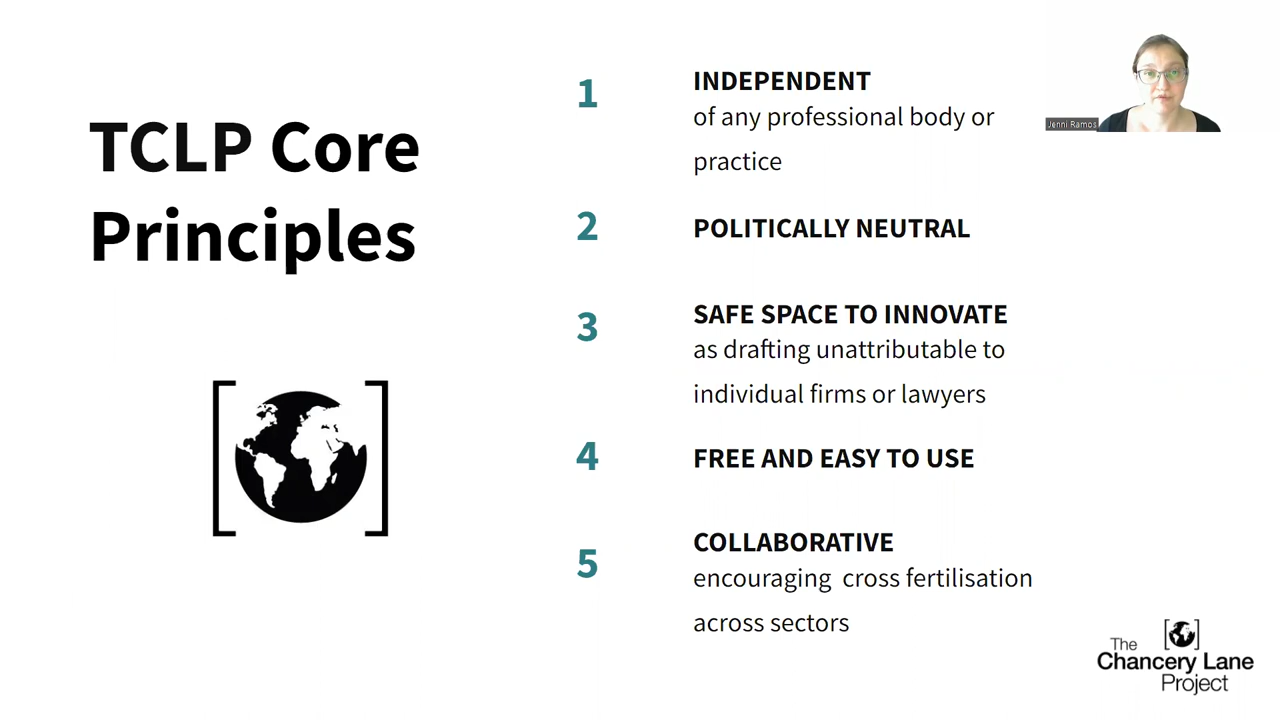 TCLP Core
Principles
1
INDEPENDENT
of any professional body or
practice
2
POLITICALLY NEUTRAL
3
SAFE SPACE TO INNOVATE
as drafting unattributable to
individual firms or lawyers
4
FREE AND EASY TO USE
5
COLLABORATIVE
encouraging  cross fertilisation
across sectors
Jenni Ramos
The
Chancery Lane
Project